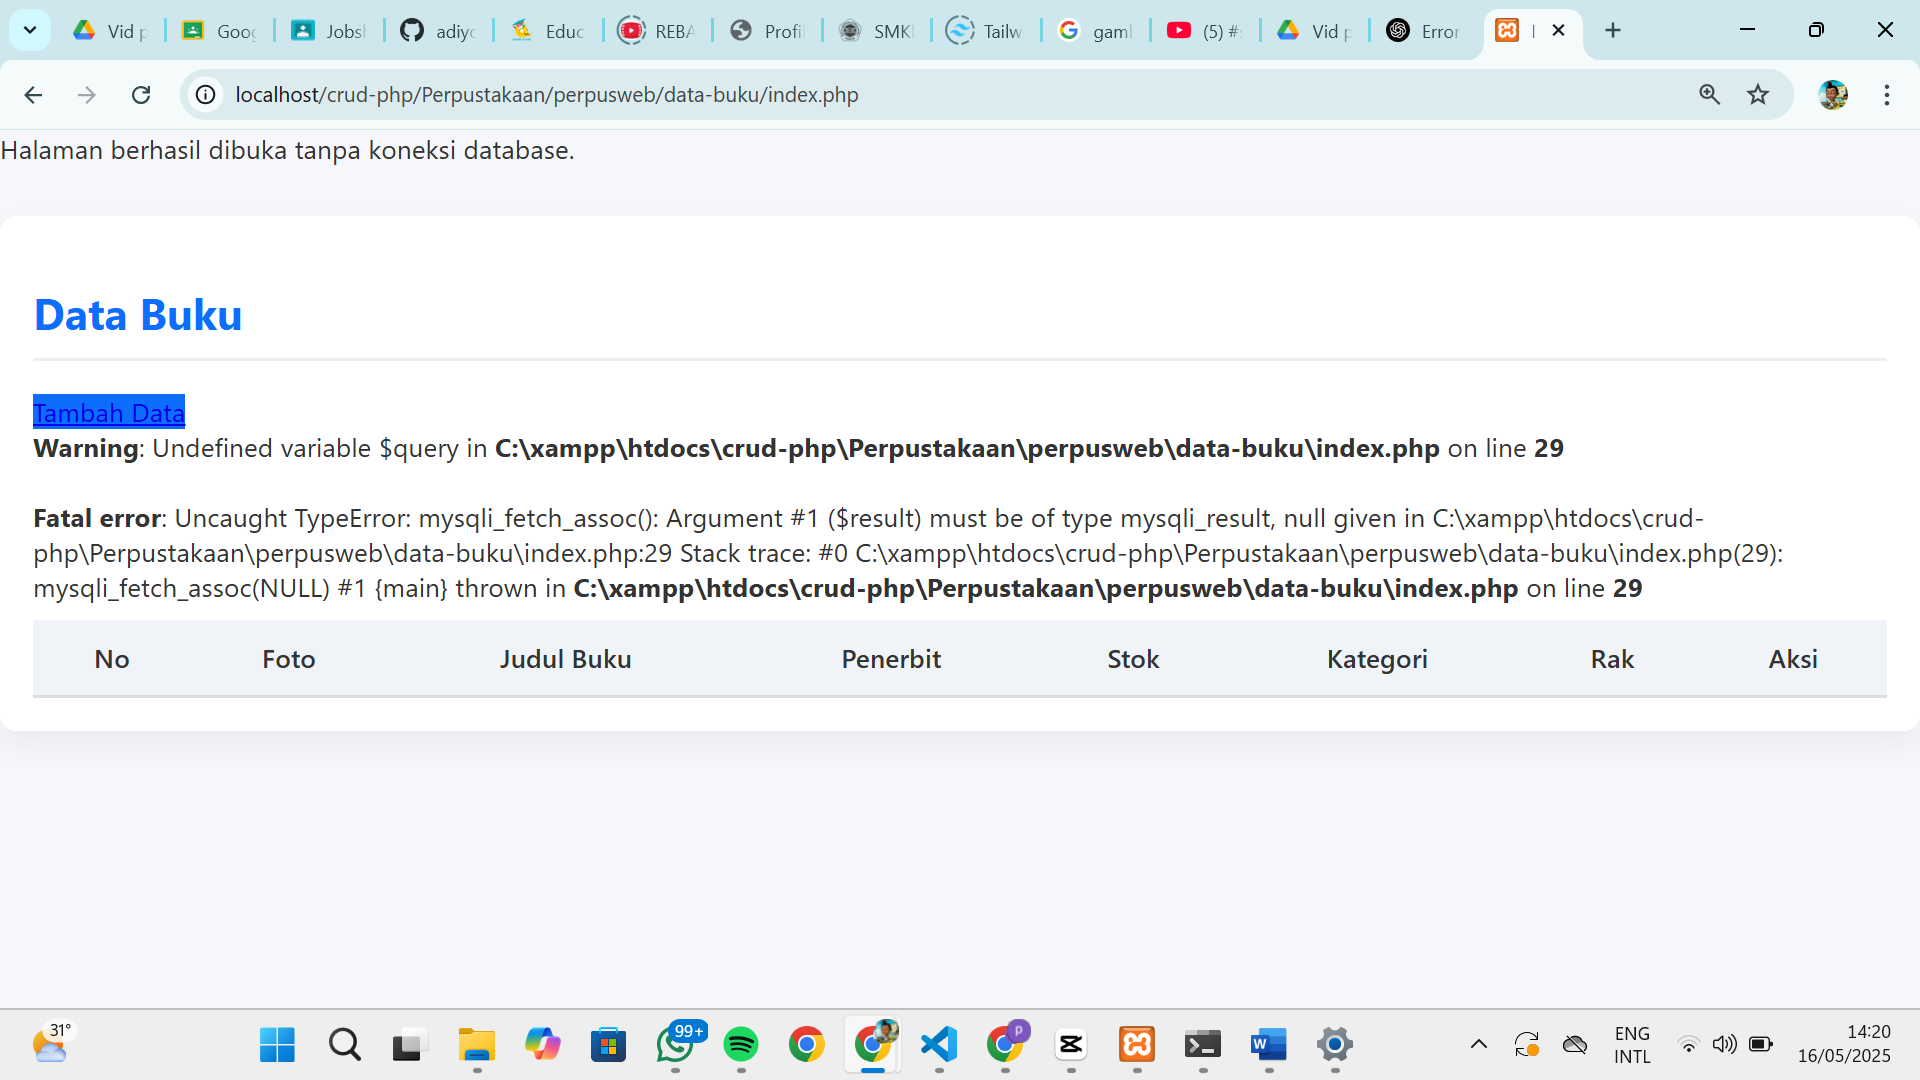 Vid p
Goog
Jobsl
adiyo
Educ
REBA
Profil
SMKN
Tailw
gaml
(5) #
Vid p
Error
localhost/crud-php/Perpustakaan/perpusweb/data-buku/index.php
Halaman berhasil dibuka tanpa koneksi database.
Data Buku
Tambah Data
Warning: Undefined variable $query in C:\xampp\htdocs\crud-php\Perpustakaan\perpusweb\data-buku\index.php on line 29
Fatal error: Uncaught TypeError: mysqli_fetch_assoc(): Argument #1 ($result) must be of type mysqli_result, null given in C:\xampp\htdocs\crud-
php\Perpustakaan\perpusweb\data-buku\index.php:29 Stack trace: #0 C:\xampp\htdocs\crud-php\Perpustakaan\perpusweb\data-buku\index.php(29):
mysqli_fetch_assoc(NULL) #1 {main} thrown in C:\xampp\htdocs\crud-php\Perpustakaan\perpusweb\data-buku\index.php on line 29
No Foto Judul Buku Penerbit Stok Kategori Rak Aksi
31°
99+
P
W
ENG
INTL
14:20
16/05/2025